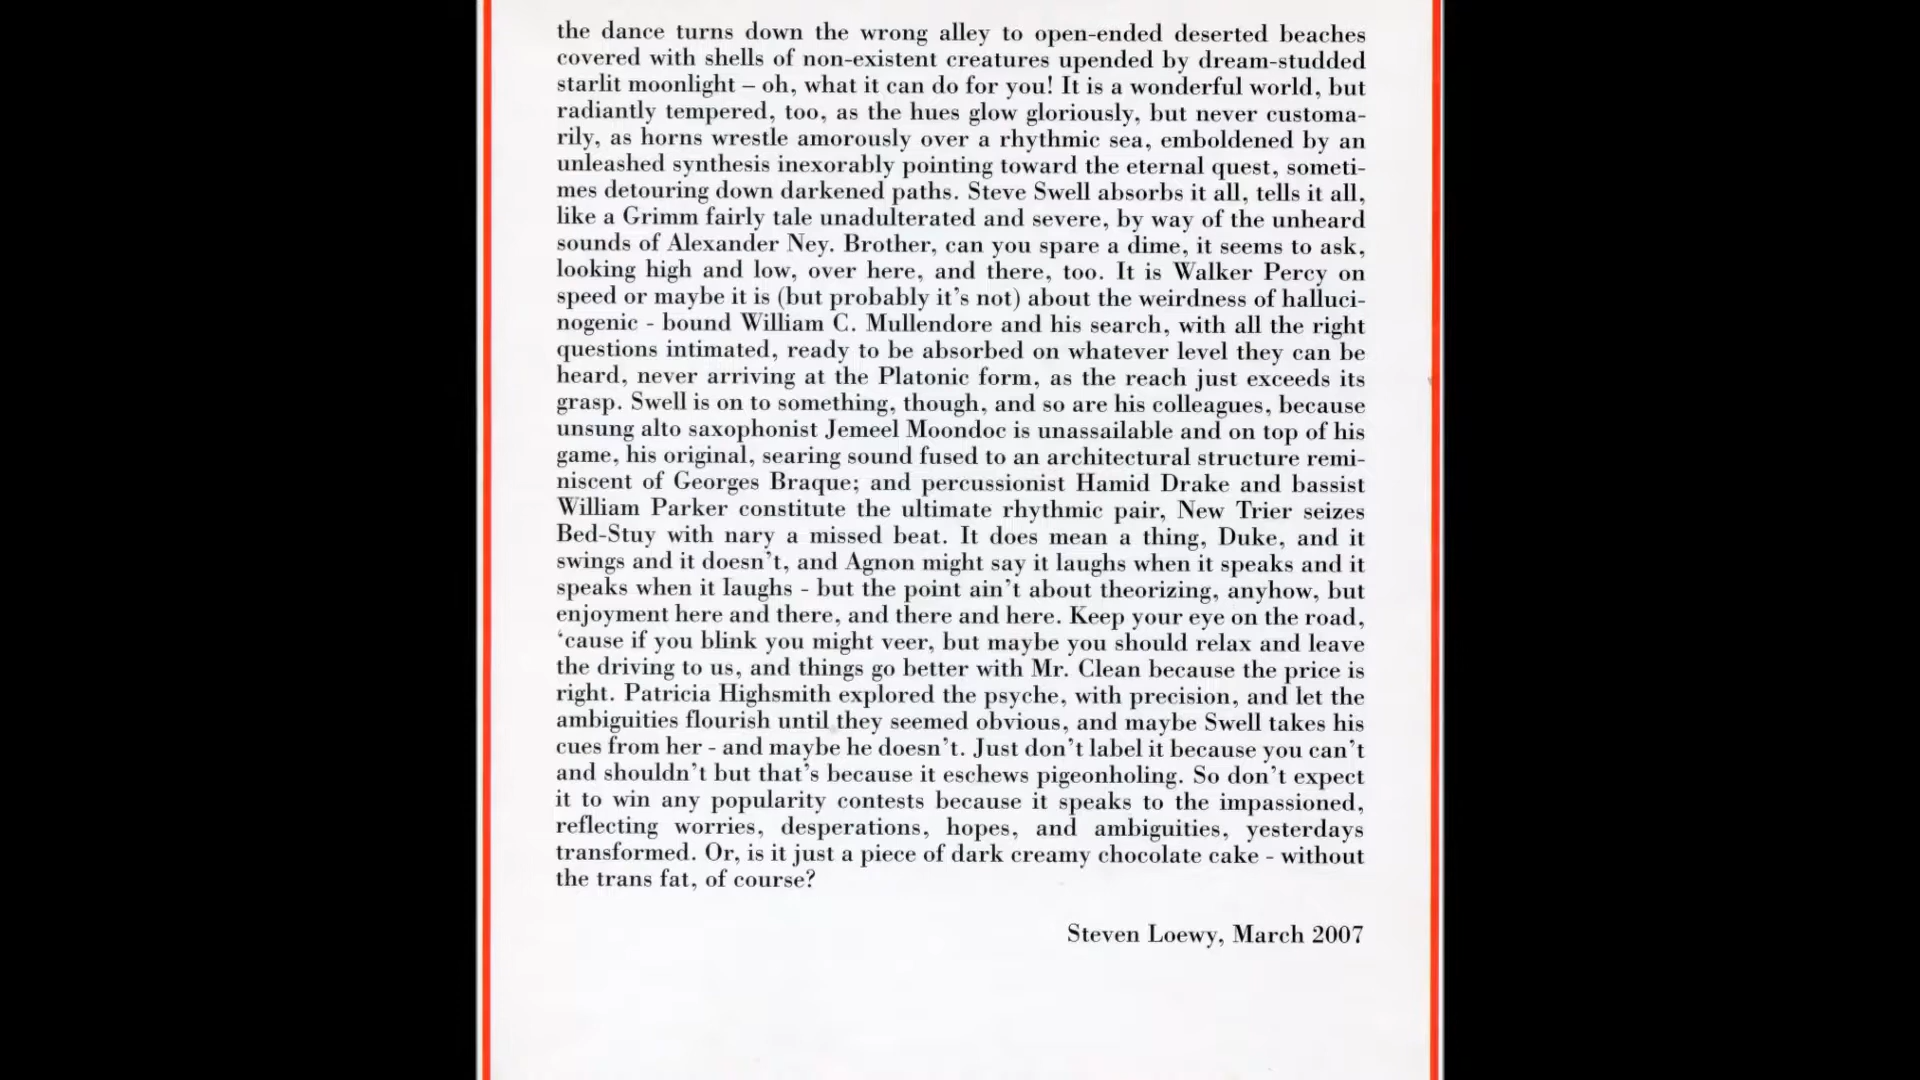 the dance turns down the wrong alley to open-ended deserted beaches
covered with shells of non-existent creatures upended by dream-studded
starlit moonlight – oh, what it can do for you! It is a wonderful world, but
radiantly tempered, too, as the hues glow gloriously, but never customa-
rily, as horns wrestle amorously over a rhythmic sea, emboldened by an
unleashed synthesis inexorably pointing toward the eternal quest, someti-
mes detouring down darkened paths. Steve Swell absorbs it all, tells it all,
like a Grimm fairly tale unadulterated and severe, by way of the unheard
sounds of Alexander Ney. Brother, can you spare a dime, it seems to ask,
looking high and low, over here, and there, too. It is Walker Percy on
speed or maybe it is (but probably it's not) about the weirdness of halluci-
nogenic - bound William C. Mullendore and his search, with all the right
questions intimated, ready to be absorbed on whatever level they can be
heard, never arriving at the Platonic form, as the reach just exceeds its
grasp. Swell is on to something, though, and so are his colleagues, because
unsung alto saxophonist Jemeel Moondoc is unassailable and on top of his
game, his original, searing sound fused to an architectural structure remi-
niscent of Georges Braque; and percussionist Hamid Drake and bassist
William Parker constitute the ultimate rhythmic pair, New Trier seizes
Bed-Stuy with nary a missed beat. It does mean a thing, Duke, and it
swings and it doesn't, and Agnon might say it laughs when it speaks and it
speaks when it laughs - but the point ain't about theorizing, anyhow, but
enjoyment here and there, and there and here. Keep your eye on the road,
‘cause if you blink you might veer, but maybe you should relax and leave
the driving to us, and things go better with Mr. Clean because the price is
right. Patricia Highsmith explored the psyche, with precision, and let the
ambiguities flourish until they seemed obvious, and maybe Swell takes his
cues from her - and maybe he doesn't. Just don't label it because you can't
and shouldn't but that's because it eschews pigeonholing. So don't expect
it to win any popularity contests because it speaks to the impassioned,
reflecting worries, desperations, hopes, and ambiguities, yesterdays
transformed. Or, is it just a piece of dark creamy chocolate cake - without
the trans fat, of course?
Steven Loewy, March 2007